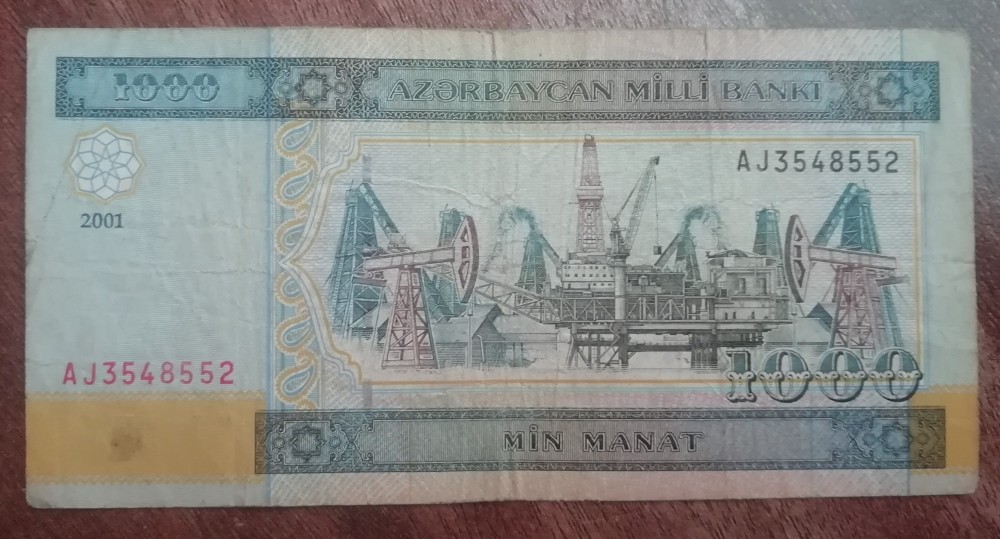 1000 AZƏRBAYCAN MİLLİ BANKI
AJ3548552
2001
AJ3548552
1000
MİN MANAT